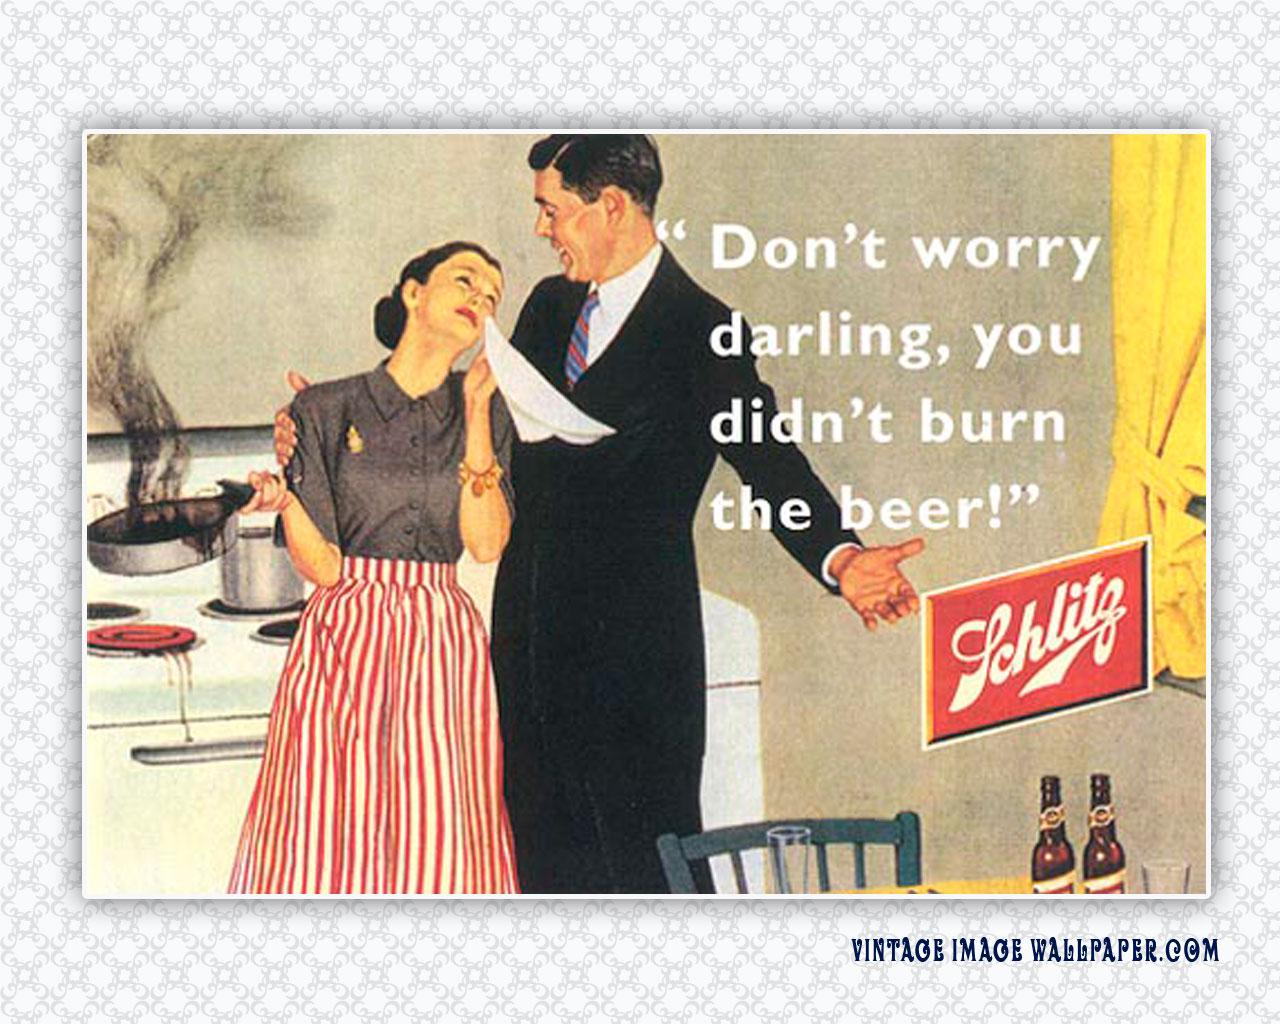 “ Don’t worry
darling, you
didn’t burn
the beer!”
Schlitz
VINTAGE IMAGE WALLPAPER.COM